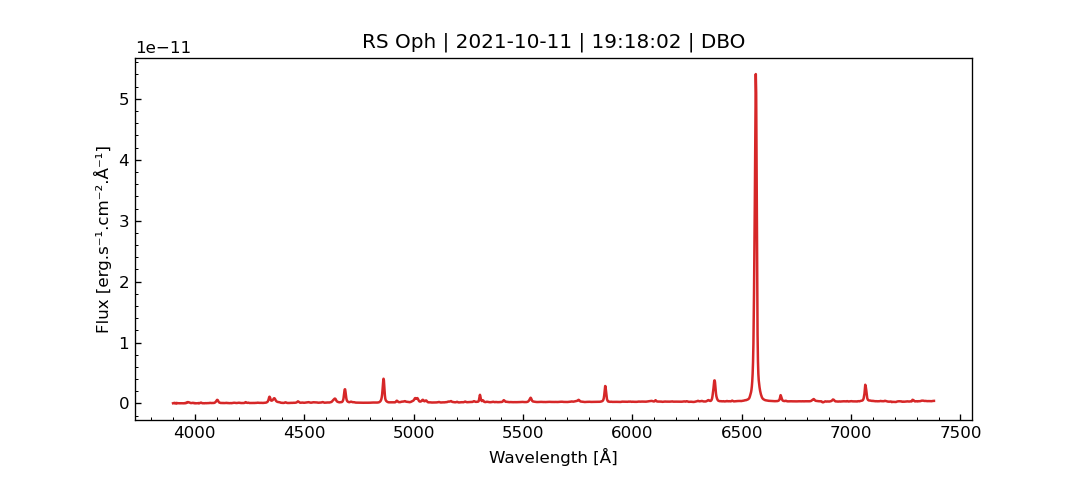 RS Oph | 2021-10-11 | 19:18:02 | DBO
1e−11
5
4
3
2
1
0
Flux [erg.s⁻¹.cm⁻².Å⁻¹]
4000 4500 5000 5500 6000 6500 7000 7500
Wavelength [Å]